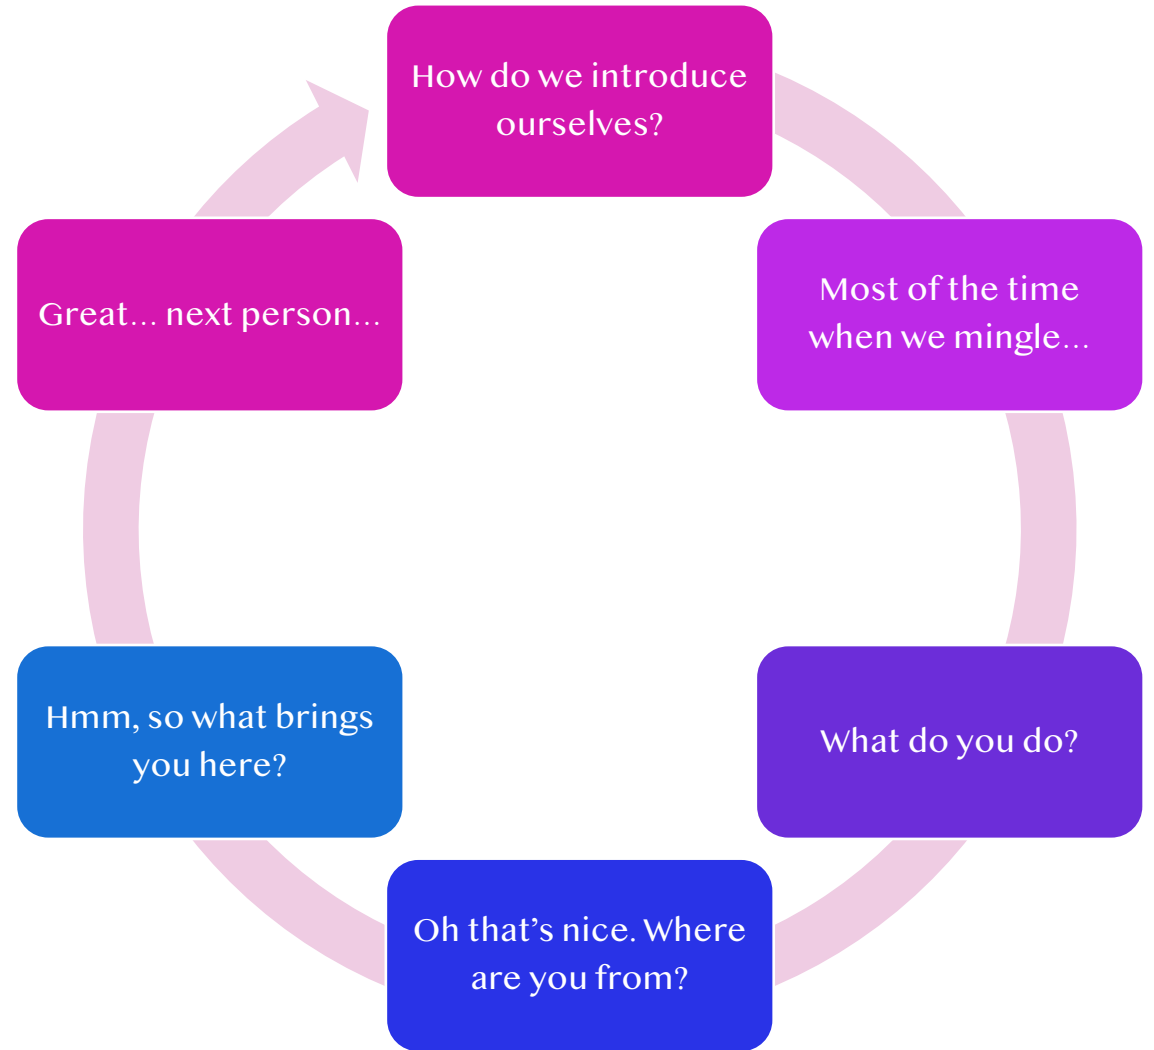 How do we introduce
ourselves?
Most of the time
when we mingle...
What do you do?
Oh that’s nice. Where
are you from?
Hmm, so what brings
you here?
Great... next person...